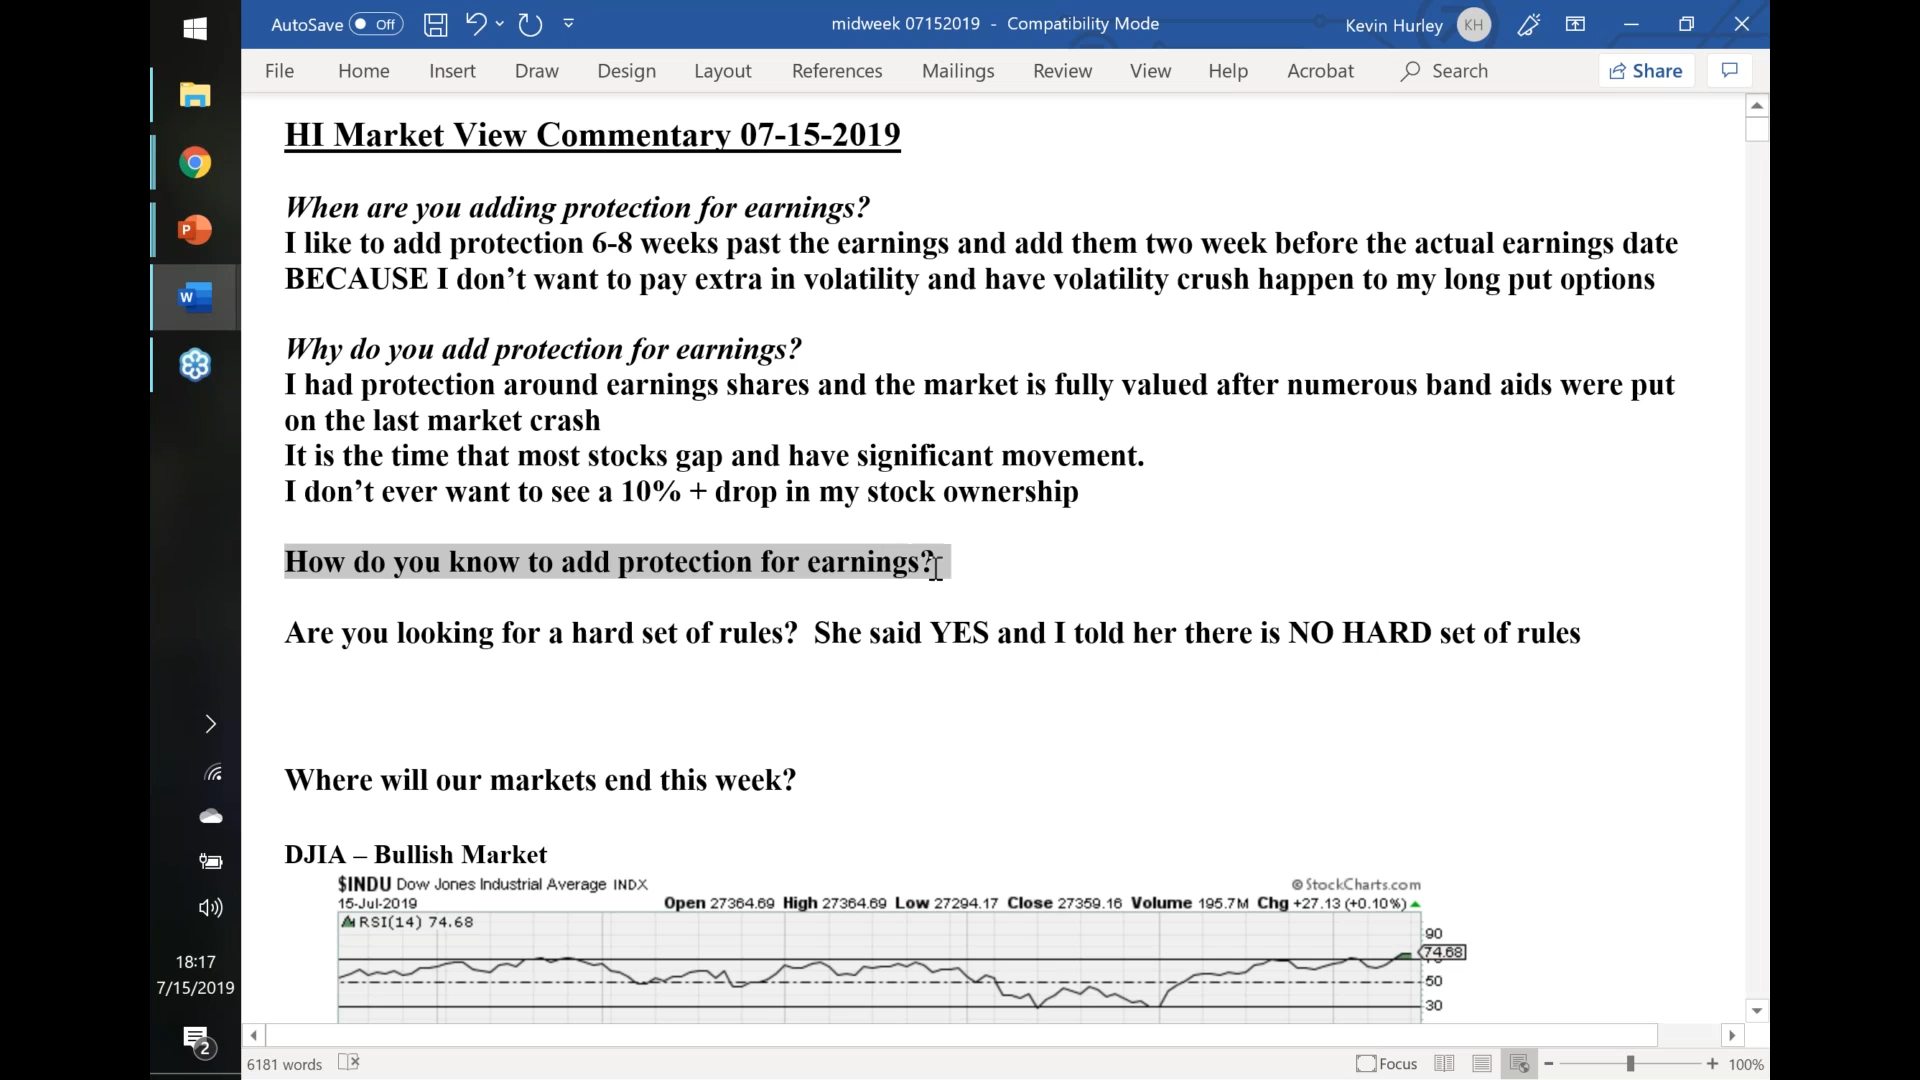 AutoSave Off
midweek 07152019 - Compatibility Mode
Kevin Hurley KH
File Home Insert Draw Design Layout References Mailings Review View Help Acrobat Search Share
HI Market View Commentary 07-15-2019
When are you adding protection for earnings?
I like to add protection 6-8 weeks past the earnings and add them two week before the actual earnings date
BECAUSE I don’t want to pay extra in volatility and have volatility crush happen to my long put options
Why do you add protection for earnings?
I had protection around earnings shares and the market is fully valued after numerous band aids were put
on the last market crash
It is the time that most stocks gap and have significant movement.
I don’t ever want to see a 10% + drop in my stock ownership
How do you know to add protection for earnings?
Are you looking for a hard set of rules?  She said YES and I told her there is NO HARD set of rules
Where will our markets end this week?
DJIA – Bullish Market
$INDU Dow Jones Industrial Average INDX
© StockCharts.com
15-Jul-2019
Open 27364.69 High 27364.69 Low 27294.17 Close 27359.16 Volume 195.7M Chg +27.13 (+0.10%)
RSI(14) 74.68
90
74.68
50
30
18:17
7/15/2019
2
6181 words
Focus
100%
P
W